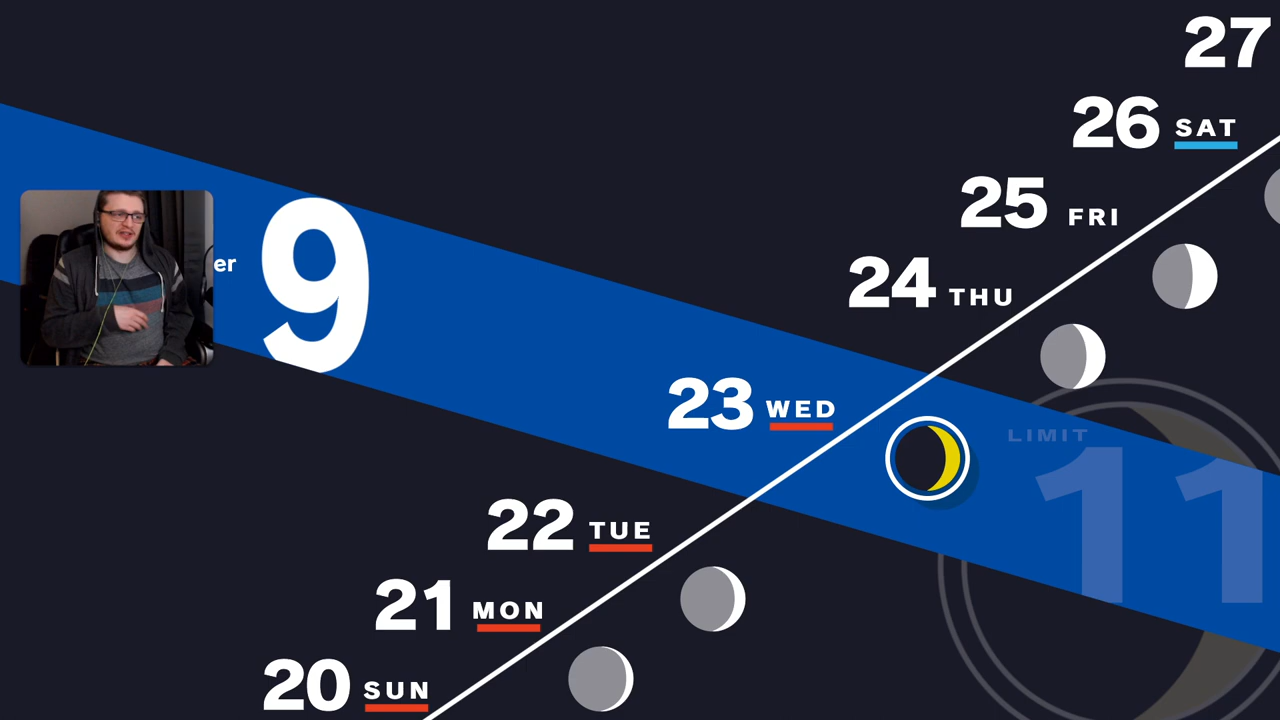 27
26 SAT
25 FRI
24 THU
er 9
23 WED
LIMIT
11
22 TUE
21 MON
20 SUN